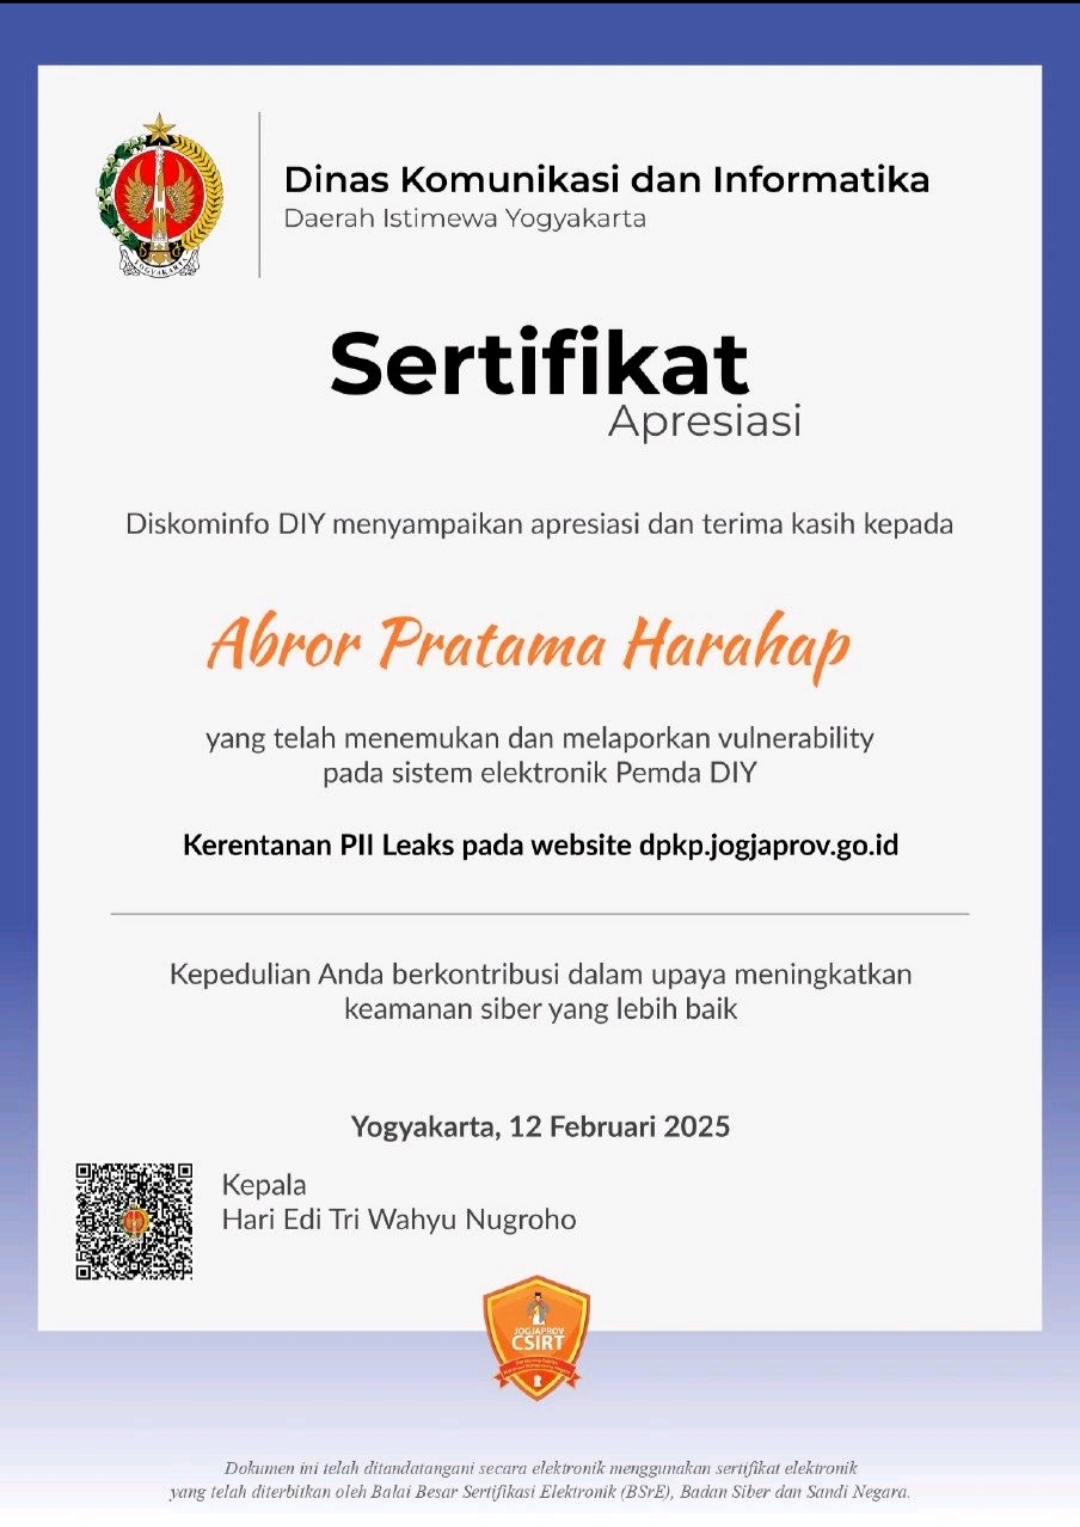 Dinas Komunikasi dan Informatika
Daerah Istimewa Yogyakarta
YOGYAKARTA
Sertifikat
Apresiasi
Diskominfo DIY menyampaikan apresiasi dan terima kasih kepada
Abror Pratama Harahap
yang telah menemukan dan melaporkan vulnerability
pada sistem elektronik Pemda DIY
Kerentanan PII Leaks pada website dpkp.jogjaprov.go.id
Kepedulian Anda berkontribusi dalam upaya meningkatkan
keamanan siber yang lebih baik
Yogyakarta, 12 Februari 2025
Kepala
Hari Edi Tri Wahyu Nugroho
JOGJAPROV
CSIRT
Dokumen ini telah ditandatangani secara elektronik menggunakan sertifikat elektronik
yang telah diterbitkan oleh Balai Besar Sertifikasi Elektronik (BSrE), Badan Siber dan Sandi Negara.